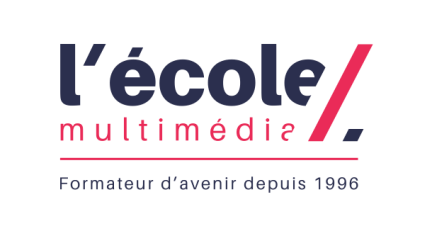 l'école
multimédia
Formateur d'avenir depuis 1996